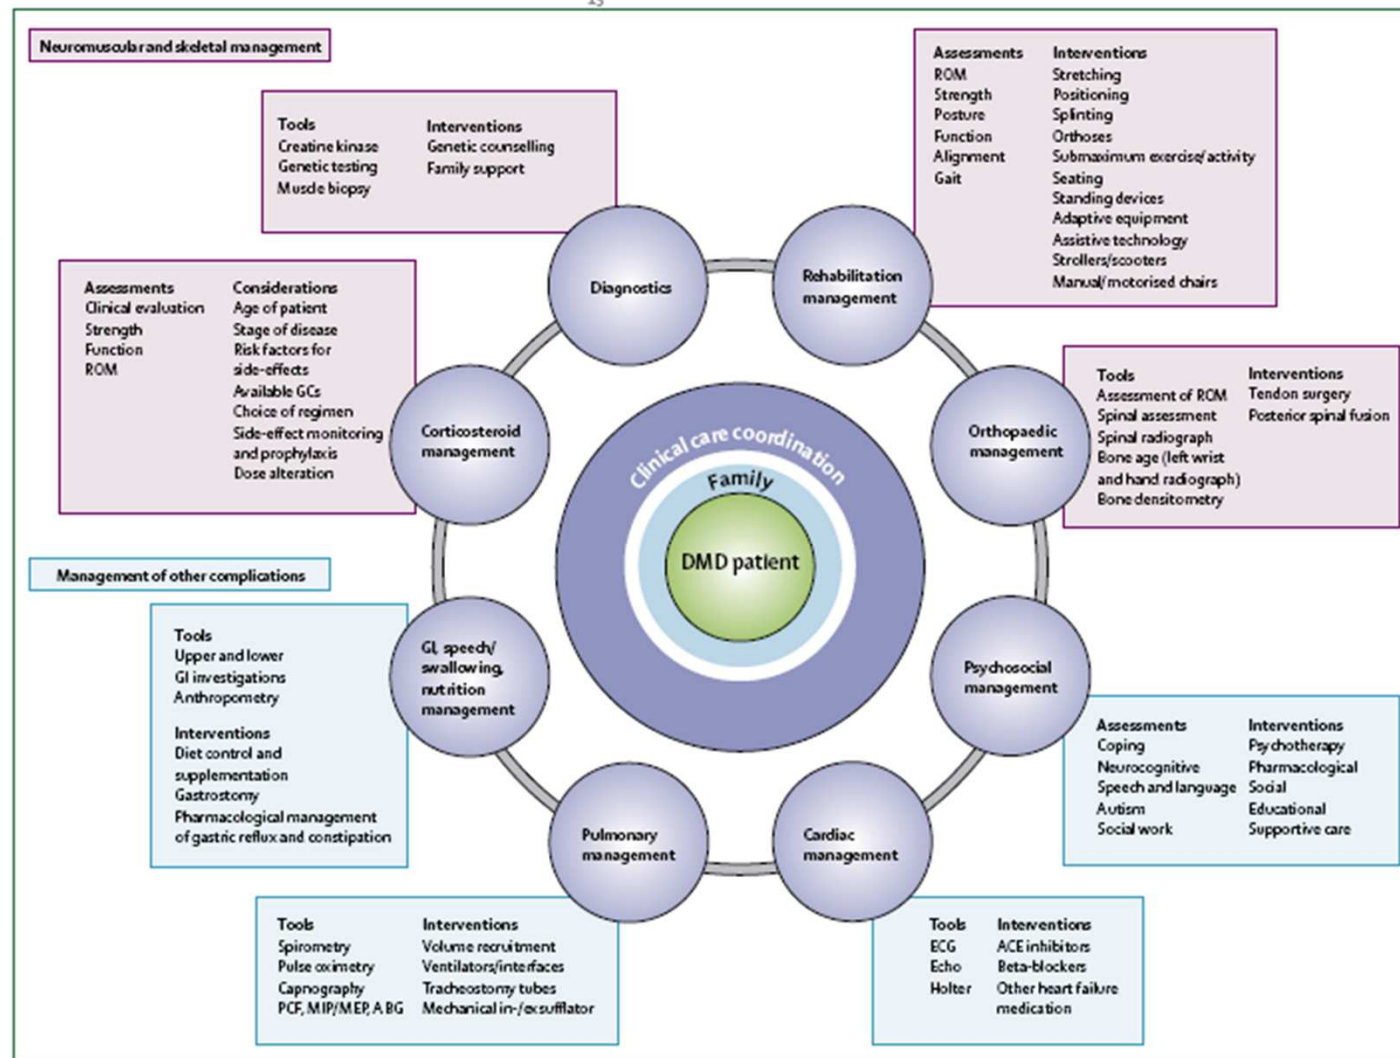 Neuromuscular and skeletal management
Tools
Creatine kinase
Genetic testing
Muscle biopsy
Interventions
Genetic counselling
Family support
Assessments
ROM
Strength
Posture
Function
Alignment
Gait
Interventions
Stretching
Positioning
Splinting
Orthoses
Submaximum exercise/activity
Seating
Standing devices
Adaptive equipment
Assistive technology
Strollers/scooters
Manual/motorised chairs
Diagnostics
Rehabilitation
management
Assessments
Clinical evaluation
Strength
Function
ROM
Considerations
Age of patient
Stage of disease
Risk factors for
side-effects
Available GCs
Choice of regimen
Side-effect monitoring
and prophylaxis
Dose alteration
Corticosteroid
management
Orthopaedic
management
Tools
Assessment of ROM
Spinal assessment
Spinal radiograph
Bone age (left wrist
and hand radiograph)
Bone densitometry
Interventions
Tendon surgery
Posterior spinal fusion
Clinical care coordination
Family
DMD patient
Management of other complications
Tools
Upper and lower
GI investigations
Anthropometry
Interventions
Diet control and
supplementation
Gastrostomy
Pharmacological management
of gastric reflux and constipation
GI, speech/
swallowing,
nutrition
management
Psychosocial
management
Assessments
Coping
Neurocognitive
Speech and language
Autism
Social work
Interventions
Psychotherapy
Pharmacological
Social
Educational
Supportive care
Pulmonary
management
Cardiac
management
Tools
Spirometry
Pulse oximetry
Capnography
PCF, MIP/MEP, ABG
Interventions
Volume recruitment
Ventilators/interfaces
Tracheostomy tubes
Mechanical in-/exsufflator
Tools
ECG
Echo
Holter
Interventions
ACE inhibitors
Beta-blockers
Other heart failure
medication